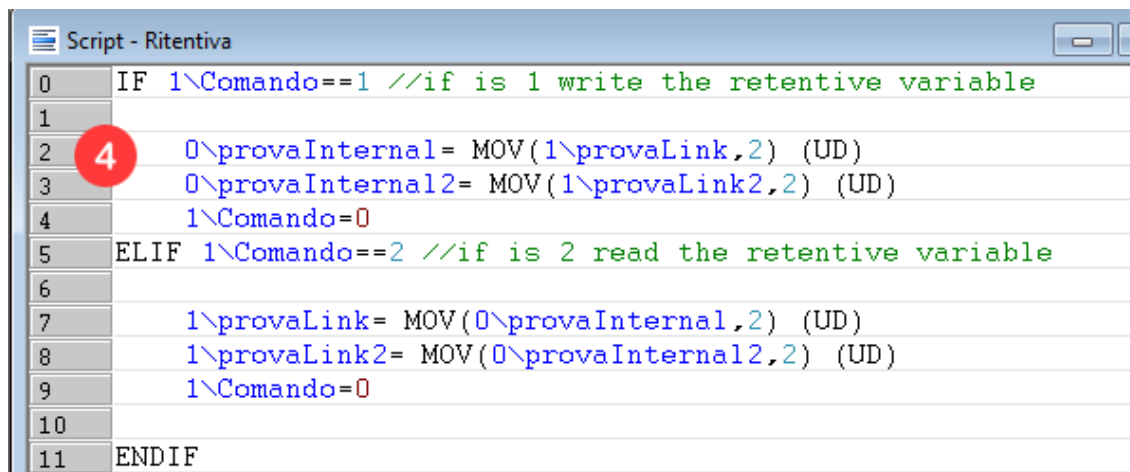 Script - Ritentiva
0 IF 1\Comando==1 //if is 1 write the retentive variable
1
2 4 0\provaInternal= MOV(1\provaLink,2) (UD)
3 0\provaInternal2= MOV(1\provaLink2,2) (UD)
4 1\Comando=0
5 ELIF 1\Comando==2 //if is 2 read the retentive variable
6
7 1\provaLink= MOV(0\provaInternal,2) (UD)
8 1\provaLink2= MOV(0\provaInternal2,2) (UD)
9 1\Comando=0
10
11 ENDIF